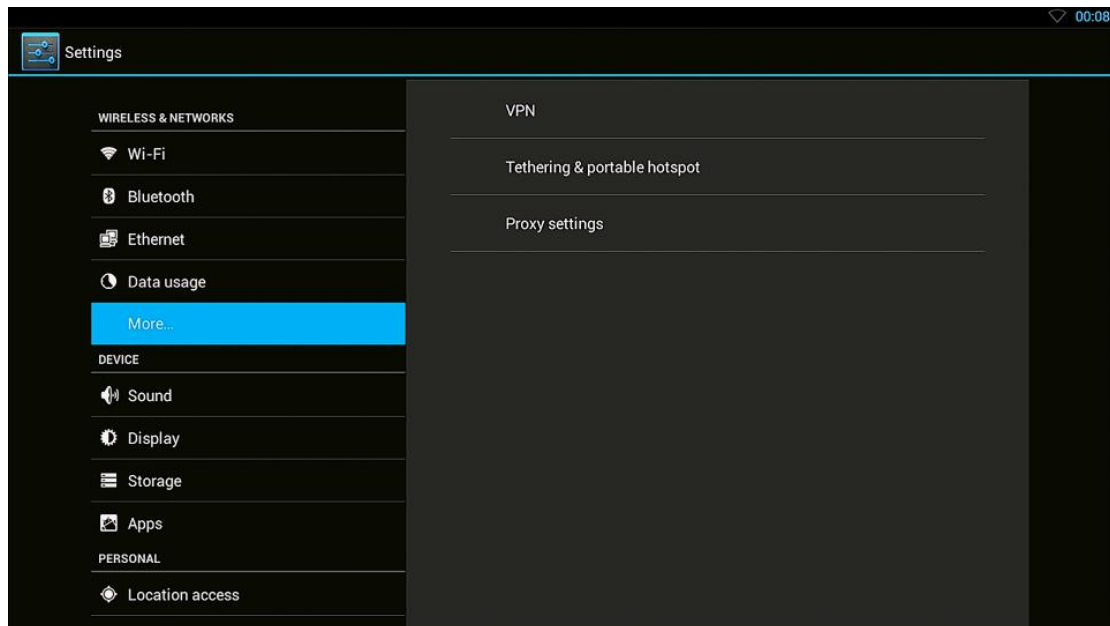 00:08
Settings
WIRELESS & NETWORKS
Wi-Fi
Bluetooth
Ethernet
Data usage
More...
DEVICE
Sound
Display
Storage
Apps
PERSONAL
Location access
VPN
Tethering & portable hotspot
Proxy settings